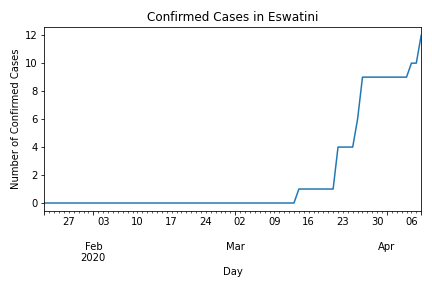 Confirmed Cases in Eswatini
Number of Confirmed Cases
12
10
8
6
4
2
0
27 03 10 17 24 02 09 16 23 30 06
Feb Mar Apr
2020
Day